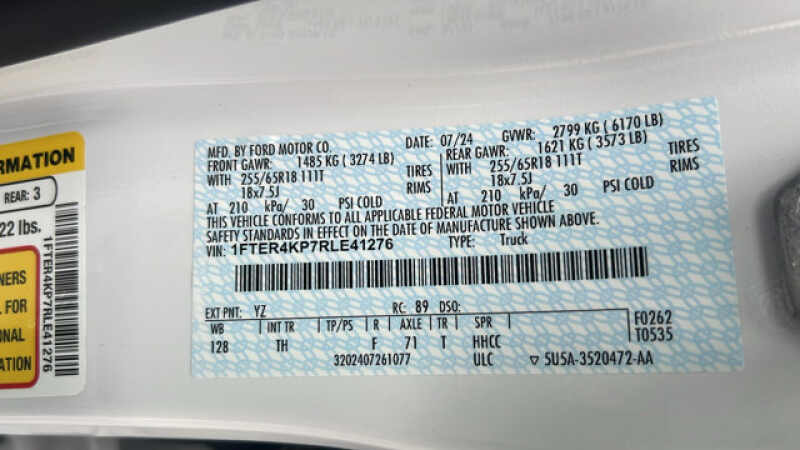 ORMATION
REAR: 3
22 lbs.
1FTER4KP7RLE41276
NERS
L FOR
ONAL
ATION
MFD. BY FORD MOTOR CO.
DATE: 07/24
GVWR: 2799 KG ( 6170 LB)
FRONT GAWR: 1485 KG ( 3274 LB)
REAR GAWR: 1621 KG ( 3573 LB)
WITH 255/65R18 111T TIRES
WITH 255/65R18 111T TIRES
18x7.5J RIMS
18x7.5J RIMS
AT 210 kPa/ 30 PSI COLD
AT 210 kPa/ 30 PSI COLD
THIS VEHICLE CONFORMS TO ALL APPLICABLE FEDERAL MOTOR VEHICLE
SAFETY STANDARDS IN EFFECT ON THE DATE OF MANUFACTURE SHOWN ABOVE.
VIN: 1FTER4KP7RLE41276
TYPE: Truck
EXT PNT: YZ RC: 89 DSO:
WB INT TR TP/PS R AXLE TR SPR
128 TH F 71 T HHCC
F0262
T0535
3202407261077 ULC 5U5A-3520472-AA